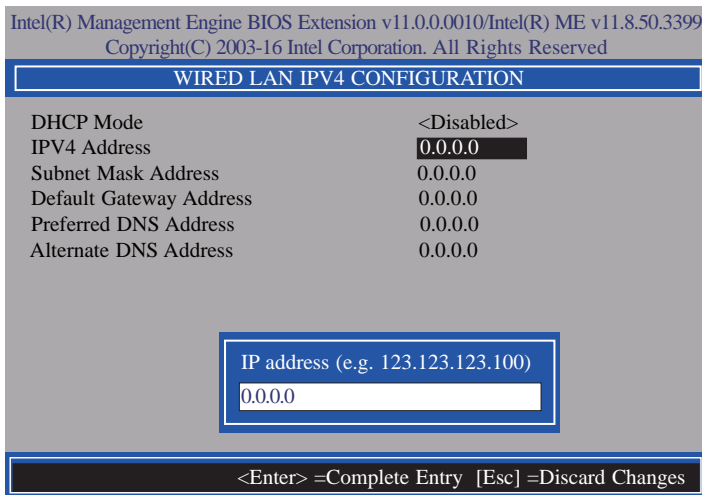 Intel(R) Management Engine BIOS Extension v11.0.0.0010/Intel(R) ME v11.8.50.3399
Copyright(C) 2003-16 Intel Corporation. All Rights Reserved
WIRED LAN IPV4 CONFIGURATION
DHCP Mode <Disabled>
IPV4 Address 0.0.0.0
Subnet Mask Address 0.0.0.0
Default Gateway Address 0.0.0.0
Preferred DNS Address 0.0.0.0
Alternate DNS Address 0.0.0.0
IP address (e.g. 123.123.123.100)
0.0.0.0
<Enter> =Complete Entry [Esc] =Discard Changes